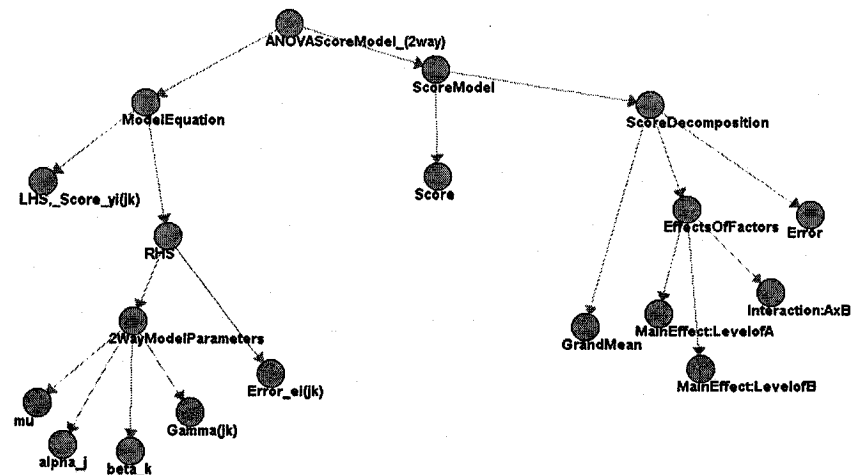 ANOVAScoreModel_(2way)
ScoreModel
ModelEquation
ScoreDecomposition
LHS,_Score_yi(jk)
Score
EffectsOfFactors
Error
RHS
Interaction:AxB
MainEffect:LevelofA
2WayModelParameters
GrandMean
MainEffect:LevelofB
Error_ei(jk)
mu
Gamma(jk)
alpha_j
beta_k